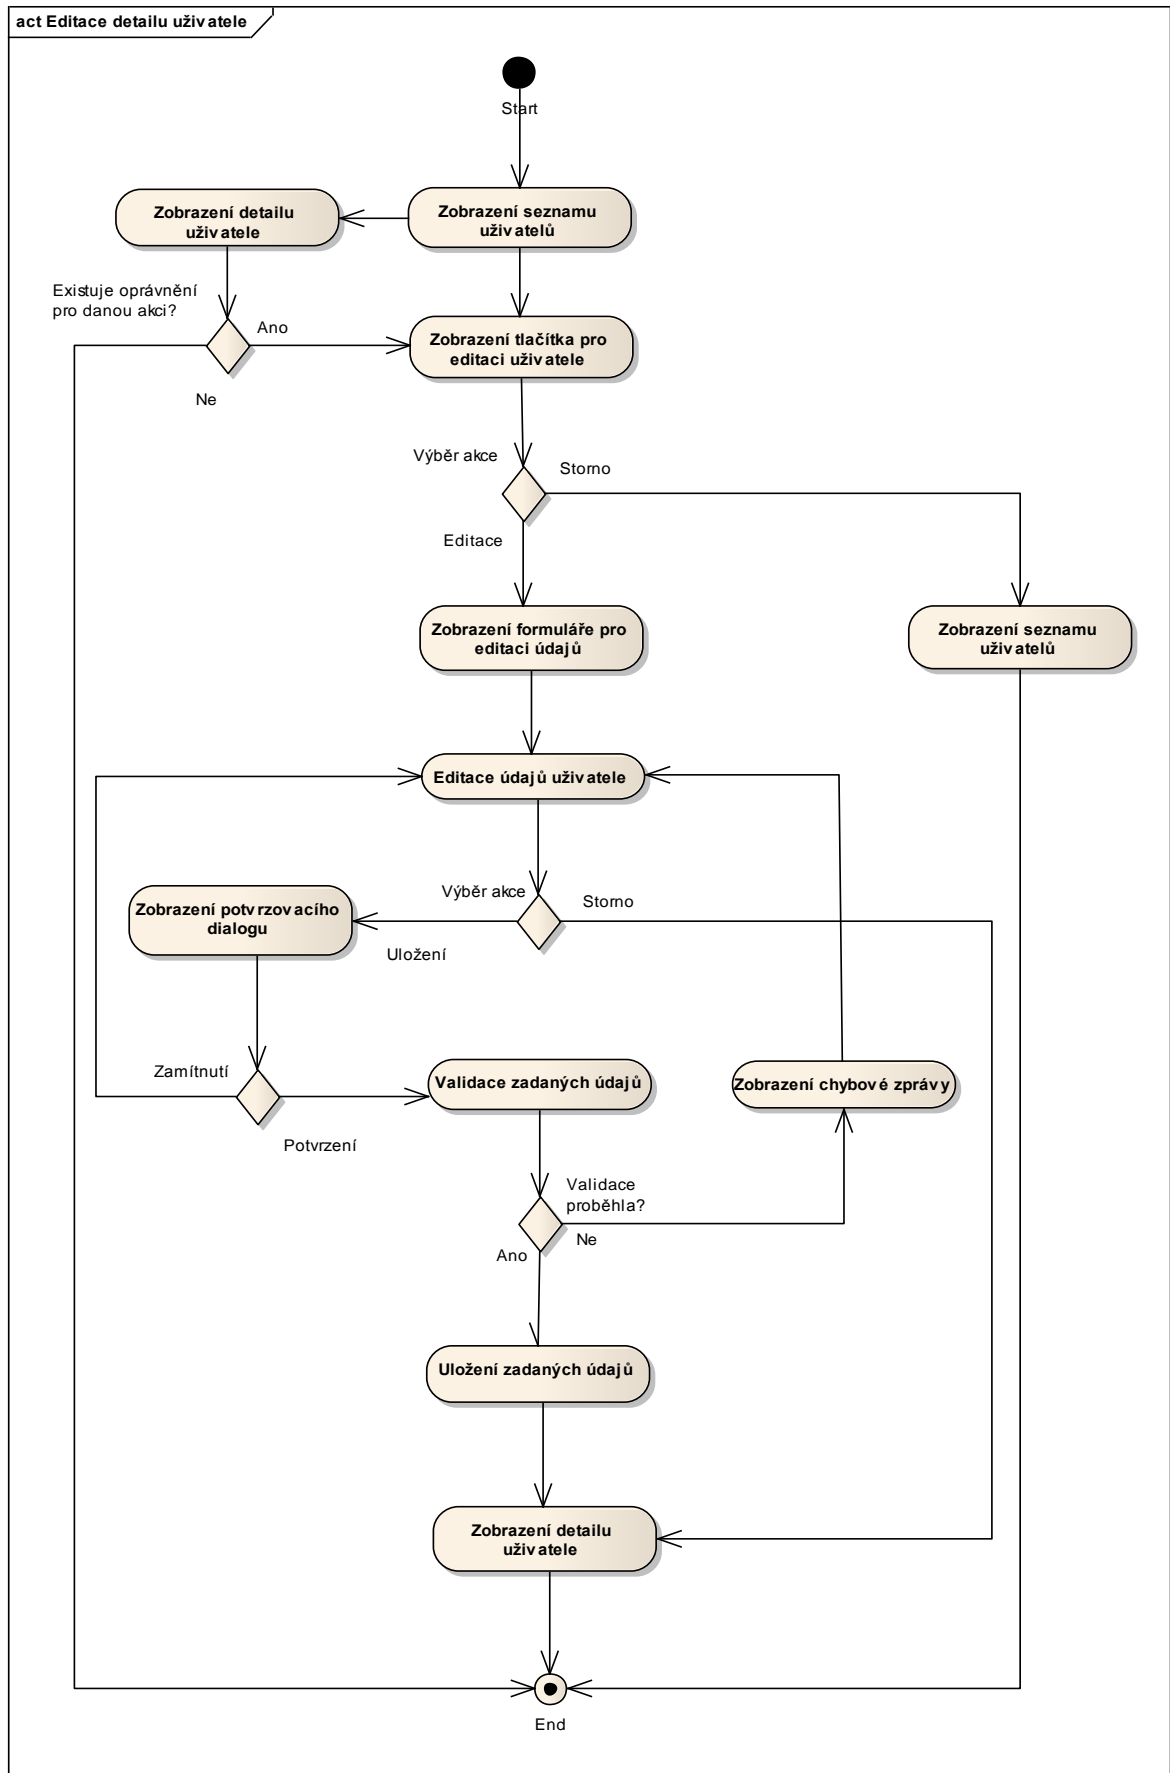 act Editace detailu uživatele
Start
Zobrazení detailu
uživatele
Zobrazení seznamu
uživatelů
Existuje oprávnění
pro danou akci?
Ano
Zobrazení tlačítka pro
editaci uživatele
Ne
Výběr akce
Storno
Editace
Zobrazení formuláře pro
editaci údajů
Zobrazení seznamu
uživatelů
Editace údajů uživatele
Výběr akce
Storno
Zobrazení potvrzovacího
dialogu
Uložení
Zamítnutí
Validace zadaných údajů
Zobrazení chybové zprávy
Potvrzení
Validace
proběhla?
Ne
Ano
Uložení zadaných údajů
Zobrazení detailu
uživatele
End